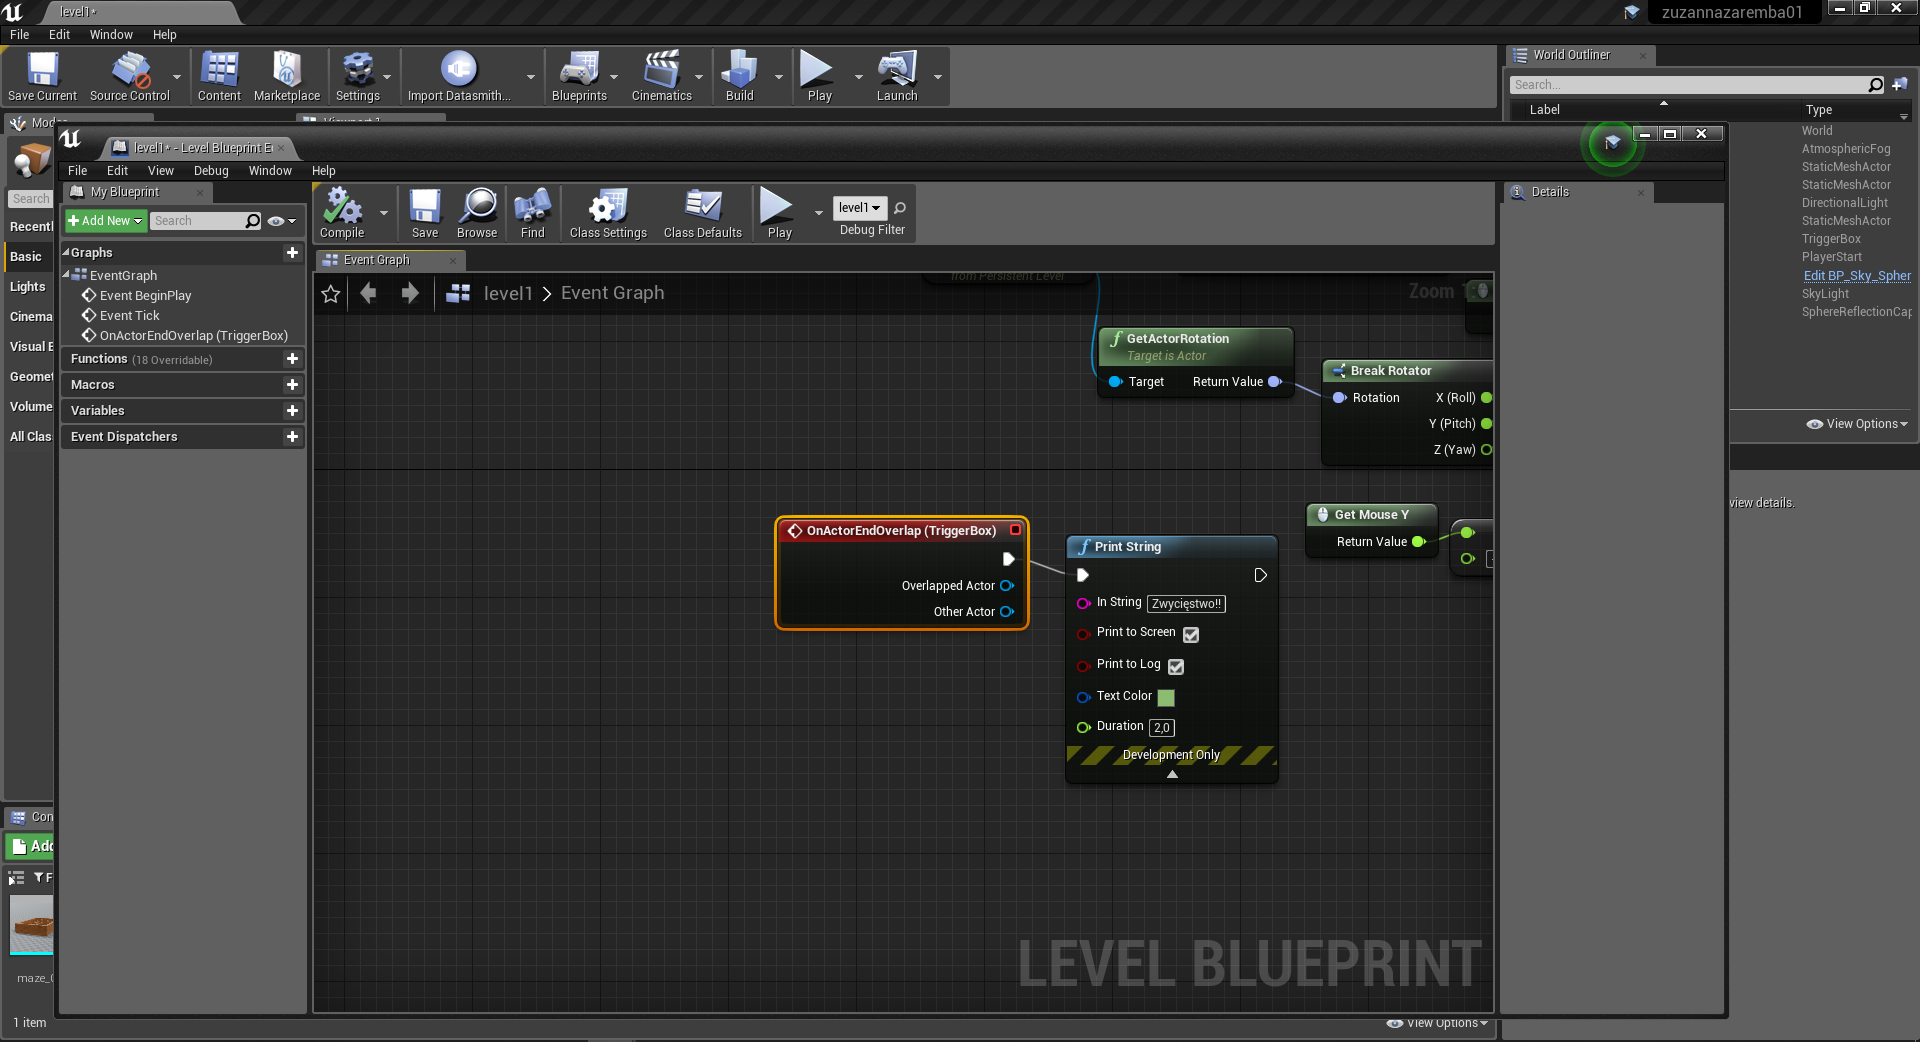 level1*
zuzannazaremba01
File Edit Window Help
Save Current
Source Control
Content
Marketplace
Settings
Import Datasmith...
Blueprints
Cinematics
Build
Play
Launch
World Outliner
Search...
Label Type
World
AtmosphericFog
StaticMeshActor
StaticMeshActor
DirectionalLight
StaticMeshActor
TriggerBox
PlayerStart
Edit BP_Sky_Spher
SkyLight
SphereReflectionCap
View Options
view details.
Mode
Viewport 1
Search
Recentl
Basic
Lights
Cinema
Visual E
Geomet
Volume
All Clas
level1* - Level Blueprint E
File Edit View Debug Window Help
My Blueprint
Add New
Search
Graphs
EventGraph
Event BeginPlay
Event Tick
OnActorEndOverlap (TriggerBox)
Functions (18 Overridable)
Macros
Variables
Event Dispatchers
Compile
Save
Browse
Find
Class Settings
Class Defaults
Play
level1
Debug Filter
Details
Event Graph
level1 > Event Graph
Zoom 1
from Persistent Level
GetActorRotation
Target is Actor
Target Return Value
Break Rotator
Rotation X (Roll)
Y (Pitch)
Z (Yaw)
OnActorEndOverlap (TriggerBox)
Overlapped Actor
Other Actor
Print String
In String Zwycięstwo!!
Print to Screen
Print to Log
Text Color
Duration 2,0
Development Only
Get Mouse Y
Return Value
LEVEL BLUEPRINT
Con
Add
F
maze_
1 item
View Options